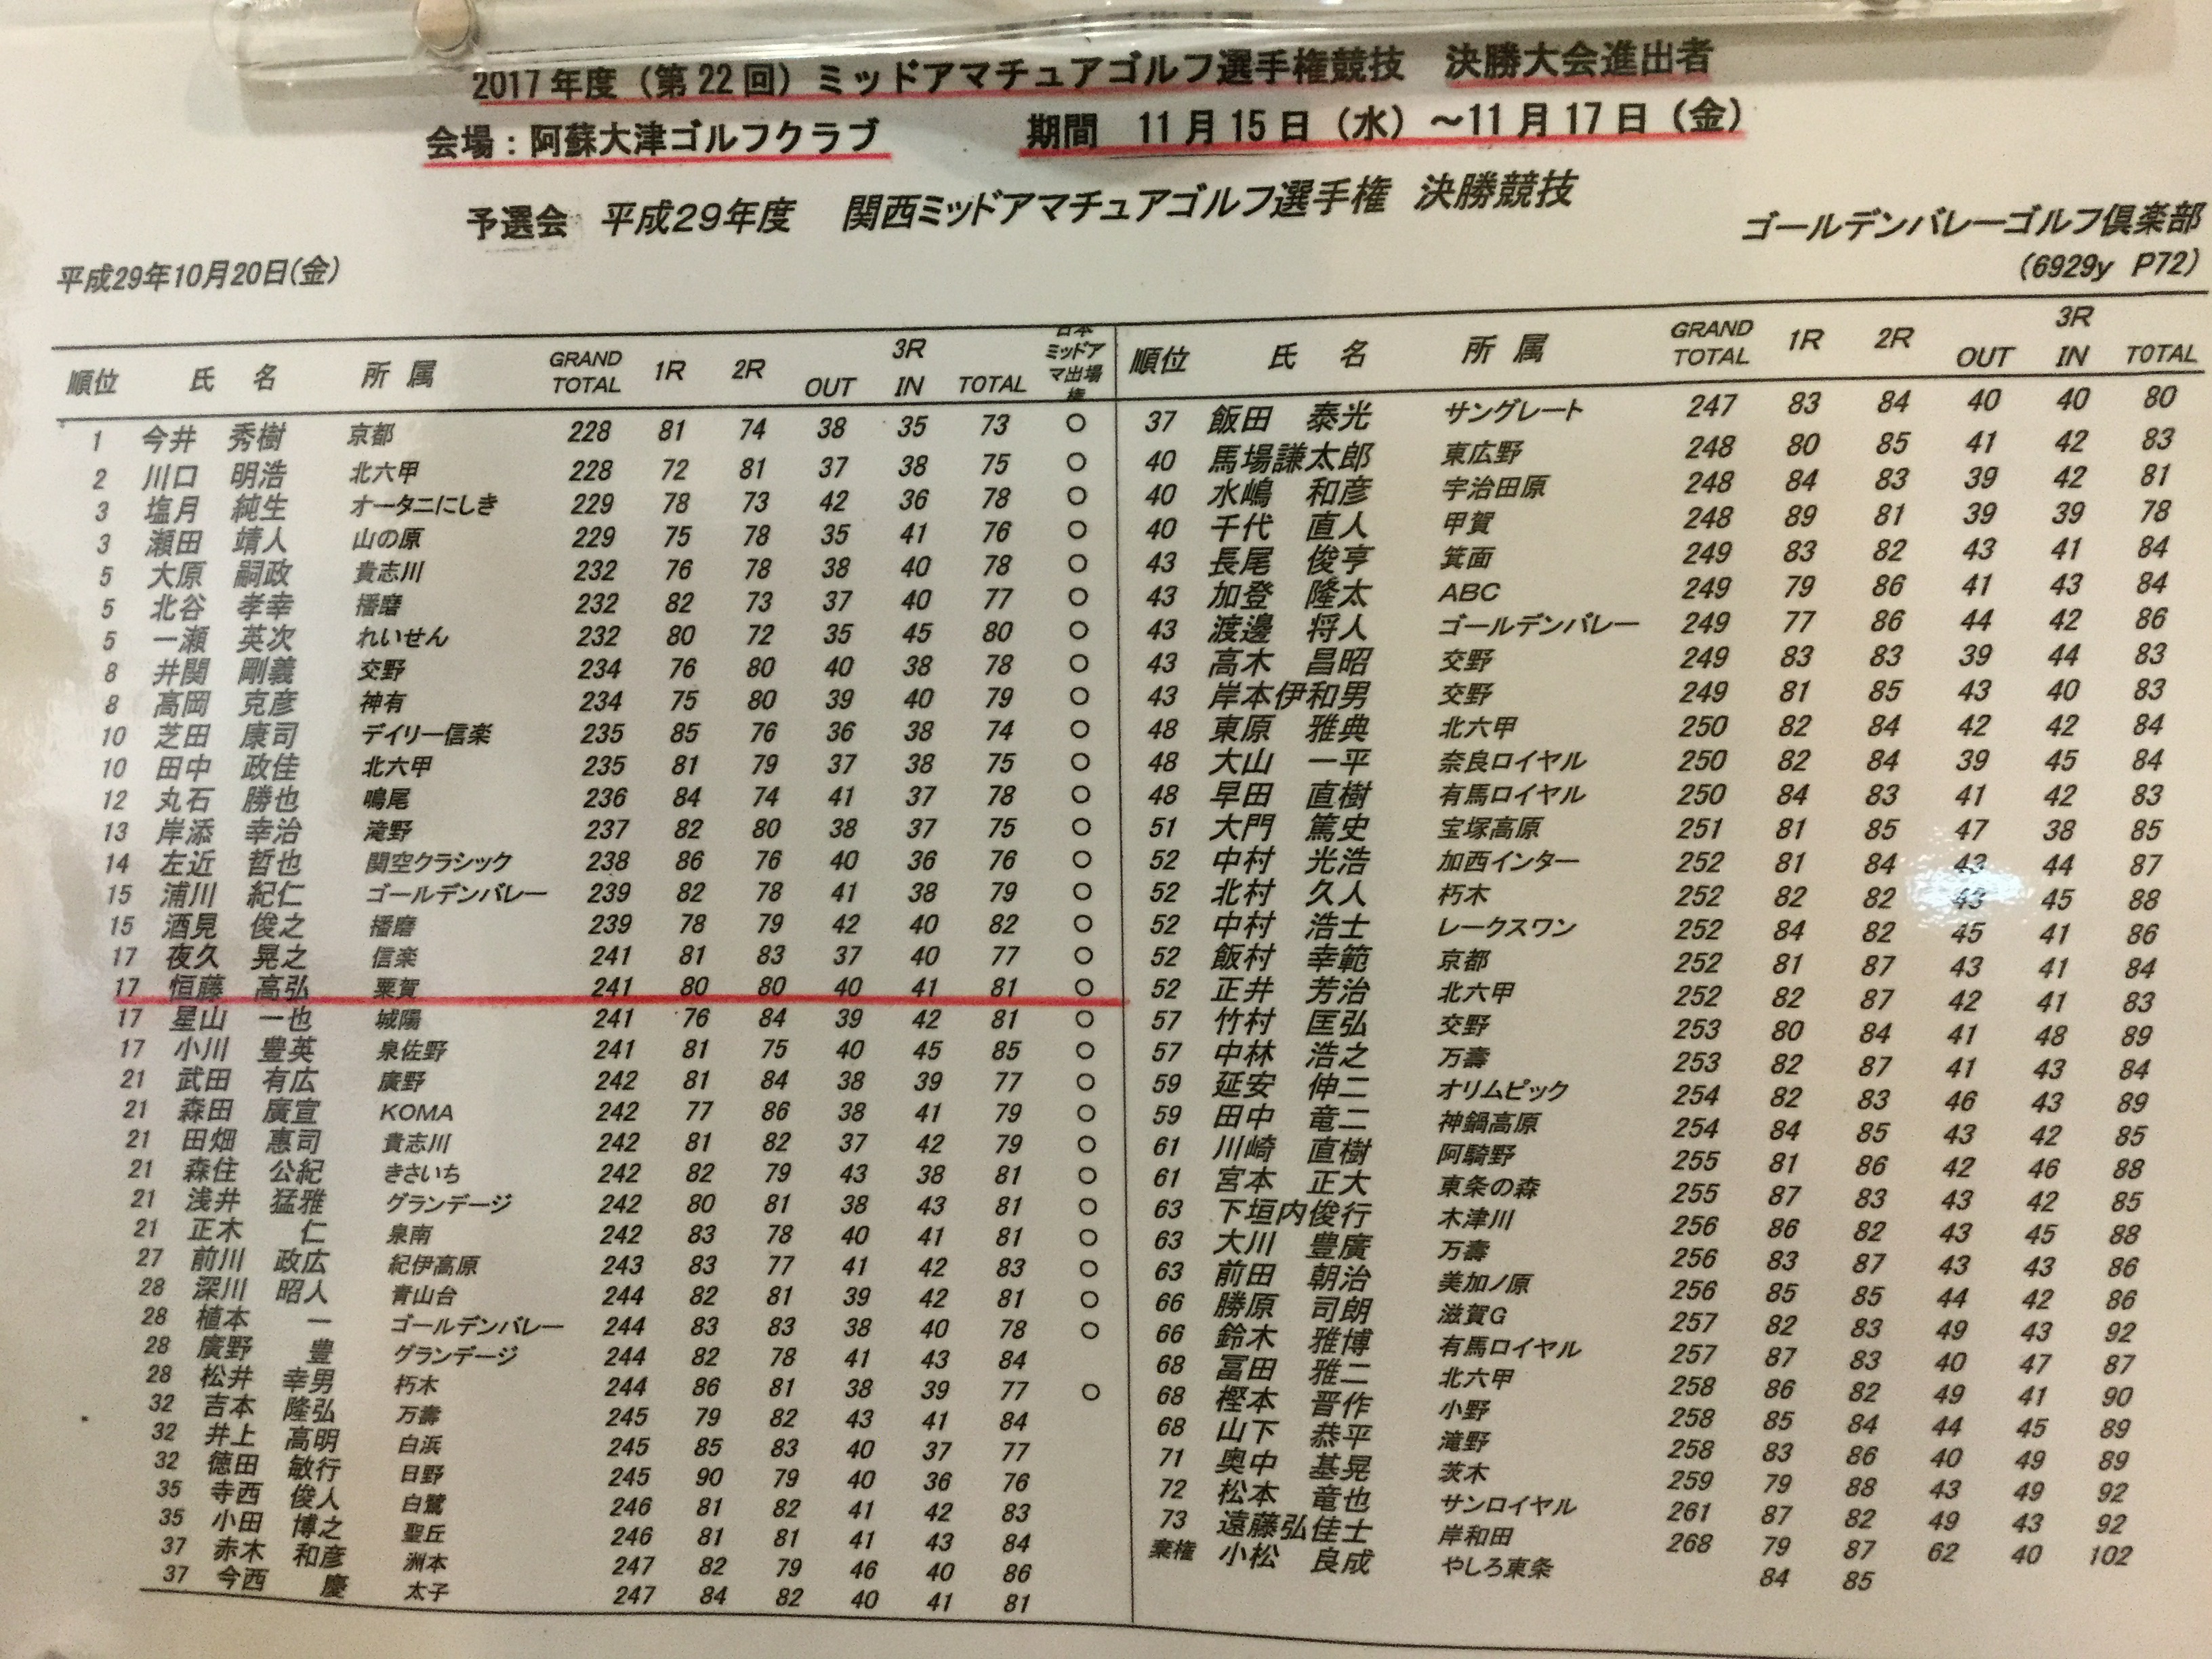 2017年度（第22回）ミッドアマチュアゴルフ選手権競技　決勝大会進出者
会場：阿蘇大津ゴルフクラブ　期間　11月15日（水）～11月17日（金）
予選会　平成29年度　関西ミッドアマチュアゴルフ選手権　決勝競技
ゴールデンバレーゴルフ倶楽部
平成29年10月20日(金)
(6929y P72)
順位 氏名 所属 GRAND TOTAL 1R 2R 3R OUT IN TOTAL 日本ミッドアマ出場権
1 今井 秀樹 京都 228 81 74 38 35 73 ○
2 川口 明浩 北六甲 228 72 81 37 38 75 ○
3 塩月 純生 オータニにしき 229 78 73 42 36 78 ○
3 瀬田 靖人 山の原 229 75 78 35 41 76 ○
5 大原 嗣政 貴志川 232 76 78 38 40 78 ○
5 北谷 孝幸 播磨 232 82 73 37 40 77 ○
5 一瀬 英次 れいせん 232 80 72 35 45 80 ○
8 井関 剛義 交野 234 76 80 40 38 78 ○
8 高岡 克彦 神有 234 75 80 39 40 79 ○
10 芝田 康司 デイリー信楽 235 85 76 36 38 74 ○
10 田中 政佳 北六甲 235 81 79 37 38 75 ○
12 丸石 勝也 鳴尾 236 84 74 41 37 78 ○
13 岸添 幸治 滝野 237 82 80 38 37 75 ○
14 左近 哲也 関空クラシック 238 86 76 40 36 76 ○
15 浦川 紀仁 ゴールデンバレー 239 82 78 41 38 79 ○
15 酒見 俊之 播磨 239 78 79 42 40 82 ○
17 夜久 晃之 信楽 241 81 83 37 40 77 ○
17 恒藤 高弘 粟賀 241 80 80 40 41 81 ○
17 星山 一也 城陽 241 76 84 39 42 81 ○
17 小川 豊英 泉佐野 241 81 75 40 45 85 ○
21 武田 有広 廣野 242 81 84 38 39 77 ○
21 森田 廣宣 KOMA 242 77 86 38 41 79 ○
21 田畑 惠司 貴志川 242 81 82 37 42 79 ○
21 森住 公紀 きさいち 242 82 79 43 38 81 ○
21 浅井 猛雅 グランデージ 242 80 81 38 43 81 ○
21 正木 仁 泉南 242 83 78 40 41 81 ○
27 前川 政広 紀伊高原 243 83 77 41 42 83 ○
28 深川 昭人 青山台 244 82 81 39 42 81 ○
28 植本 一 ゴールデンバレー 244 83 83 38 40 78 ○
28 廣野 豊 グランデージ 244 82 78 41 43 84
28 松井 幸男 朽木 244 86 81 38 39 77 ○
32 吉本 隆弘 万壽 245 79 82 43 41 84
32 井上 高明 白浜 245 85 83 40 37 77
32 徳田 敏行 日野 245 90 79 40 36 76
35 寺西 俊人 白鷺 246 81 82 41 42 83
35 小田 博之 聖丘 246 81 81 41 43 84
37 赤木 和彦 洲本 247 82 79 46 40 86
37 今西 慶 太子 247 84 82 40 41 81
順位 氏名 所属 GRAND TOTAL 1R 2R 3R OUT IN TOTAL
37 飯田 泰光 サングレート 247 83 84 40 40 80
40 馬場謙太郎 東広野 248 80 85 41 42 83
40 水嶋 和彦 宇治田原 248 84 83 39 42 81
40 千代 直人 甲賀 248 89 81 39 39 78
43 長尾 俊亨 箕面 249 83 82 43 41 84
43 加登 隆太 ABC 249 79 86 41 43 84
43 渡邊 将人 ゴールデンバレー 249 77 86 44 42 86
43 高木 昌昭 交野 249 83 83 39 44 83
43 岸本伊和男 交野 249 81 85 43 40 83
48 東原 雅典 北六甲 250 82 84 42 42 84
48 大山 一平 奈良ロイヤル 250 82 84 39 45 84
48 早田 直樹 有馬ロイヤル 250 84 83 41 42 83
51 大門 篤史 宝塚高原 251 81 85 47 38 85
52 中村 光浩 加西インター 252 81 84 43 44 87
52 北村 久人 朽木 252 82 82 43 45 88
52 中村 浩士 レークスワン 252 84 82 45 41 86
52 飯村 幸範 京都 252 81 87 43 41 84
52 正井 芳治 北六甲 252 82 87 42 41 83
57 竹村 匡弘 交野 253 80 84 41 48 89
57 中林 浩之 万壽 253 82 87 41 43 84
59 延安 伸二 オリムピック 254 82 83 46 43 89
59 田中 竜二 神鍋高原 254 84 85 43 42 85
61 川崎 直樹 阿騎野 255 81 86 42 46 88
61 宮本 正大 東条の森 255 87 83 43 42 85
63 下垣内俊行 木津川 256 86 82 43 45 88
63 大川 豊廣 万壽 256 83 87 43 43 86
63 前田 朝治 美加ノ原 256 85 85 44 42 86
66 勝原 司朗 滋賀G 257 82 83 49 43 92
66 鈴木 雅博 有馬ロイヤル 257 87 83 40 47 87
68 冨田 雅二 北六甲 258 86 82 49 41 90
68 樫本 晋作 小野 258 85 84 44 45 89
68 山下 恭平 滝野 258 83 86 40 49 89
71 奥中 基晃 茨木 259 79 88 43 49 92
72 松本 竜也 サンロイヤル 261 87 82 49 43 92
73 遠藤弘佳士 岸和田 268 79 87 62 40 102
棄権 小松 良成 やしろ東条 84 85